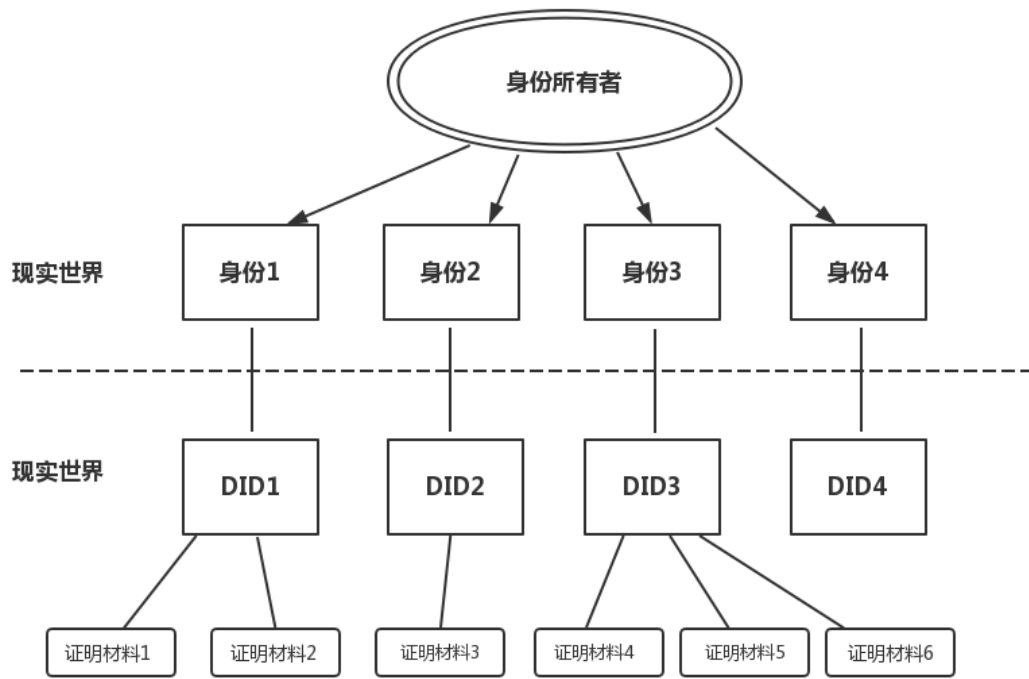 身份所有者
现实世界
身份1
身份2
身份3
身份4
现实世界
DID1
DID2
DID3
DID4
证明材料1
证明材料2
证明材料3
证明材料4
证明材料5
证明材料6